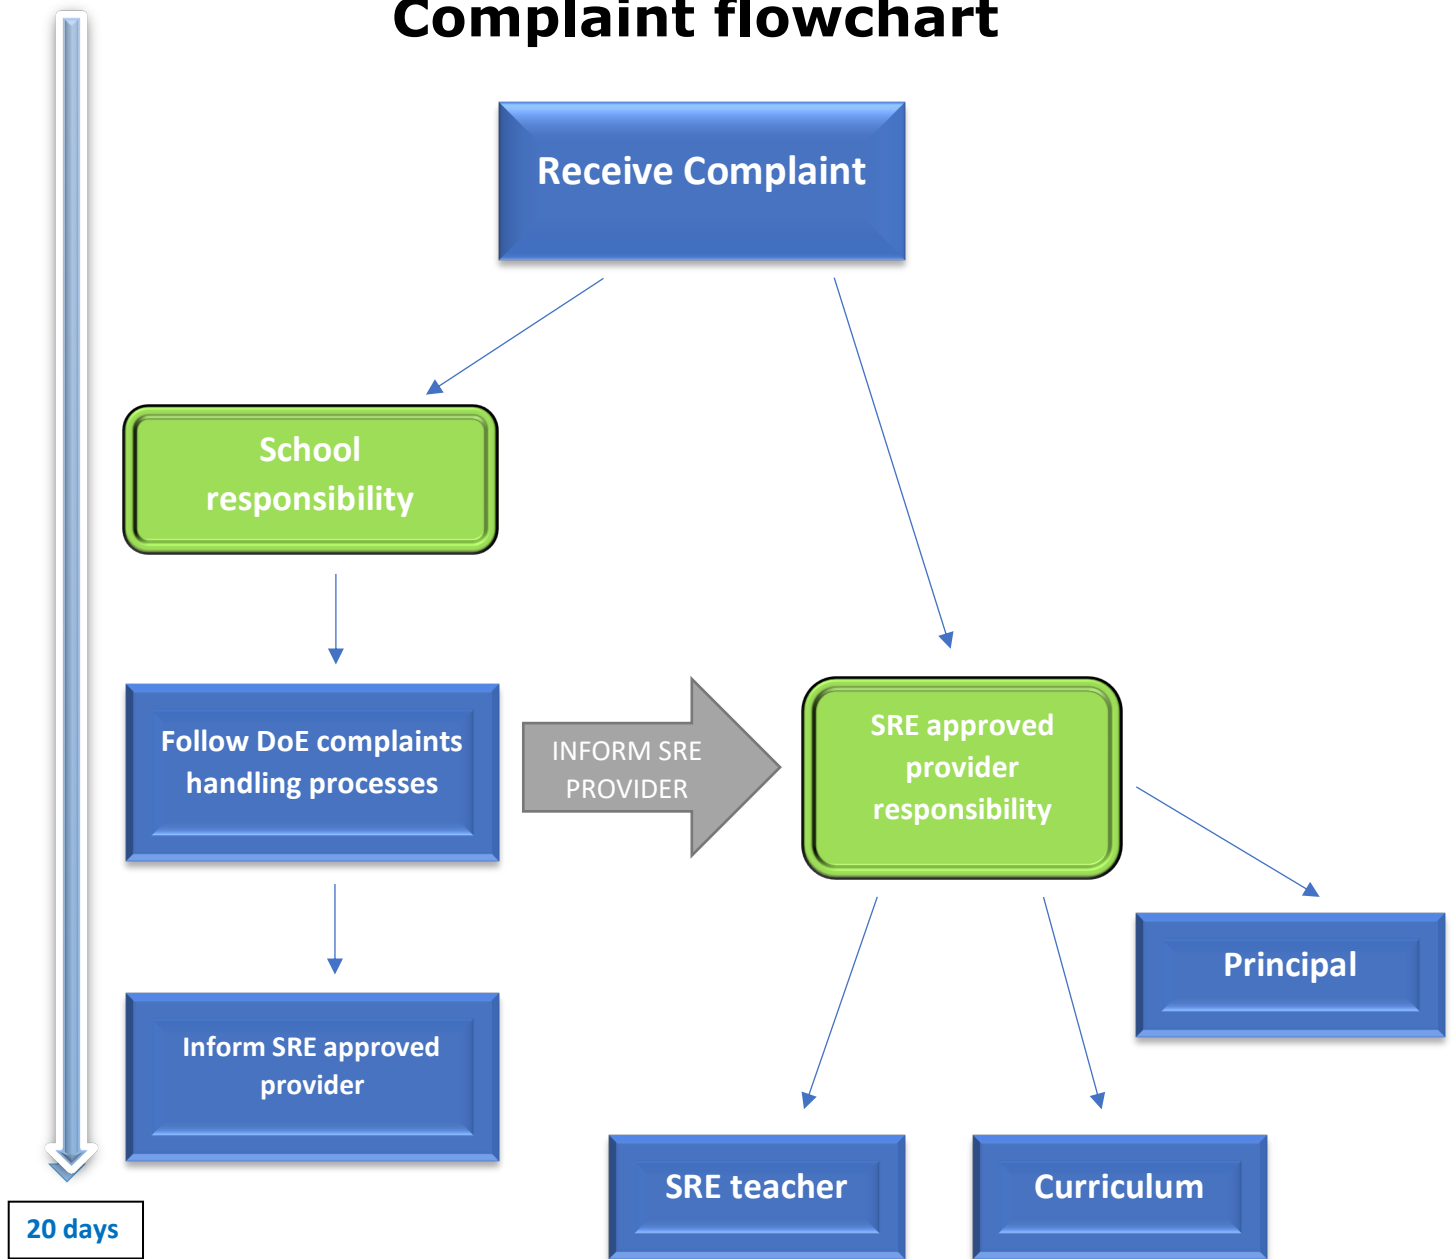 Complaint flowchart
Receive Complaint
School
responsibility
Follow DoE complaints
handling processes
INFORM SRE
PROVIDER
SRE approved
provider
responsibility
Principal
Inform SRE approved
provider
SRE teacher
Curriculum
20 days